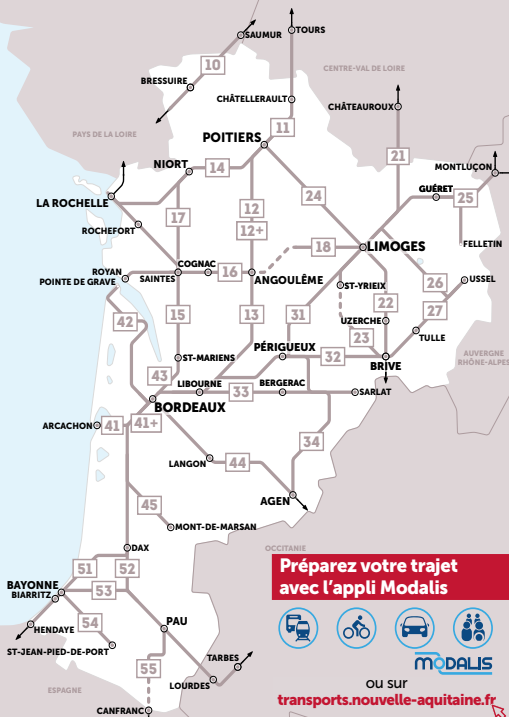 SAUMUR
TOURS
10
CENTRE-VAL DE LOIRE
BRESSUIRE
CHÂTELLERAULT
CHÂTEAUROUX
11
PAYS DE LA LOIRE
POITIERS
21
NIORT
14
MONTLUÇON
GUÉRET
25
LA ROCHELLE
24
17
12
12+
ROCHEFORT
18
LIMOGES
FELLETIN
COGNAC
ROYAN
POINTE DE GRAVE
SAINTES
16
ANGOULÊME
ST-YRIEIX
26
USSEL
42
15
13
31
22
27
UZERCHE
23
TULLE
PÉRIGUEUX
ST-MARIENS
32
BRIVE
AUVERGNE
RHÔNE-ALPES
43
LIBOURNE
33
BERGERAC
SARLAT
BORDEAUX
ARCACHON
41
41+
34
LANGON
44
AGEN
45
MONT-DE-MARSAN
DAX
OCCITANIE
51
52
BAYONNE
BIARRITZ
53
54
HENDAYE
PAU
ST-JEAN-PIED-DE-PORT
55
TARBES
ESPAGNE
LOURDES
CANFRANC
Préparez votre trajet
avec l'appli Modalis
MODALIS
ou sur
transports.nouvelle-aquitaine.fr